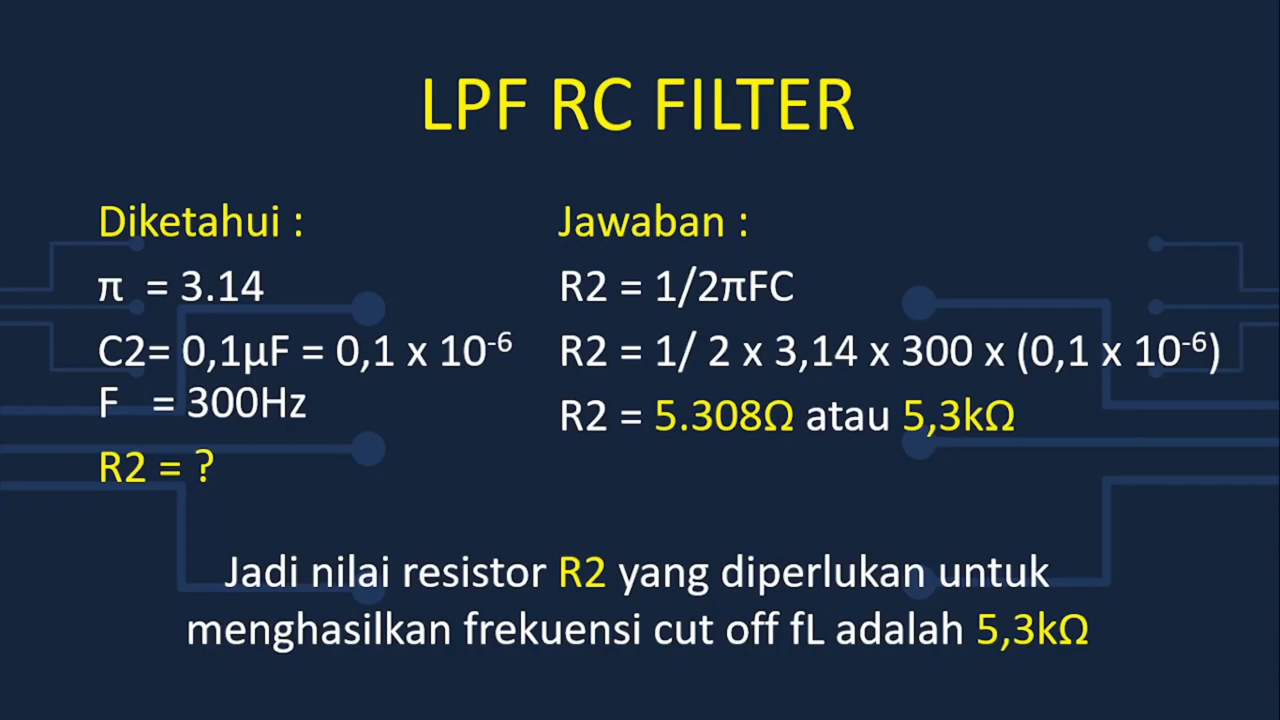 LPF RC FILTER
Diketahui :
π = 3.14
C2= 0,1µF = 0,1 x 10⁻⁶
F = 300Hz
R2 = ?
Jawaban :
R2 = 1/2πFC
R2 = 1/ 2 x 3,14 x 300 x (0,1 x 10⁻⁶)
R2 = 5.308Ω atau 5,3kΩ
Jadi nilai resistor R2 yang diperlukan untuk
menghasilkan frekuensi cut off fL adalah 5,3kΩ